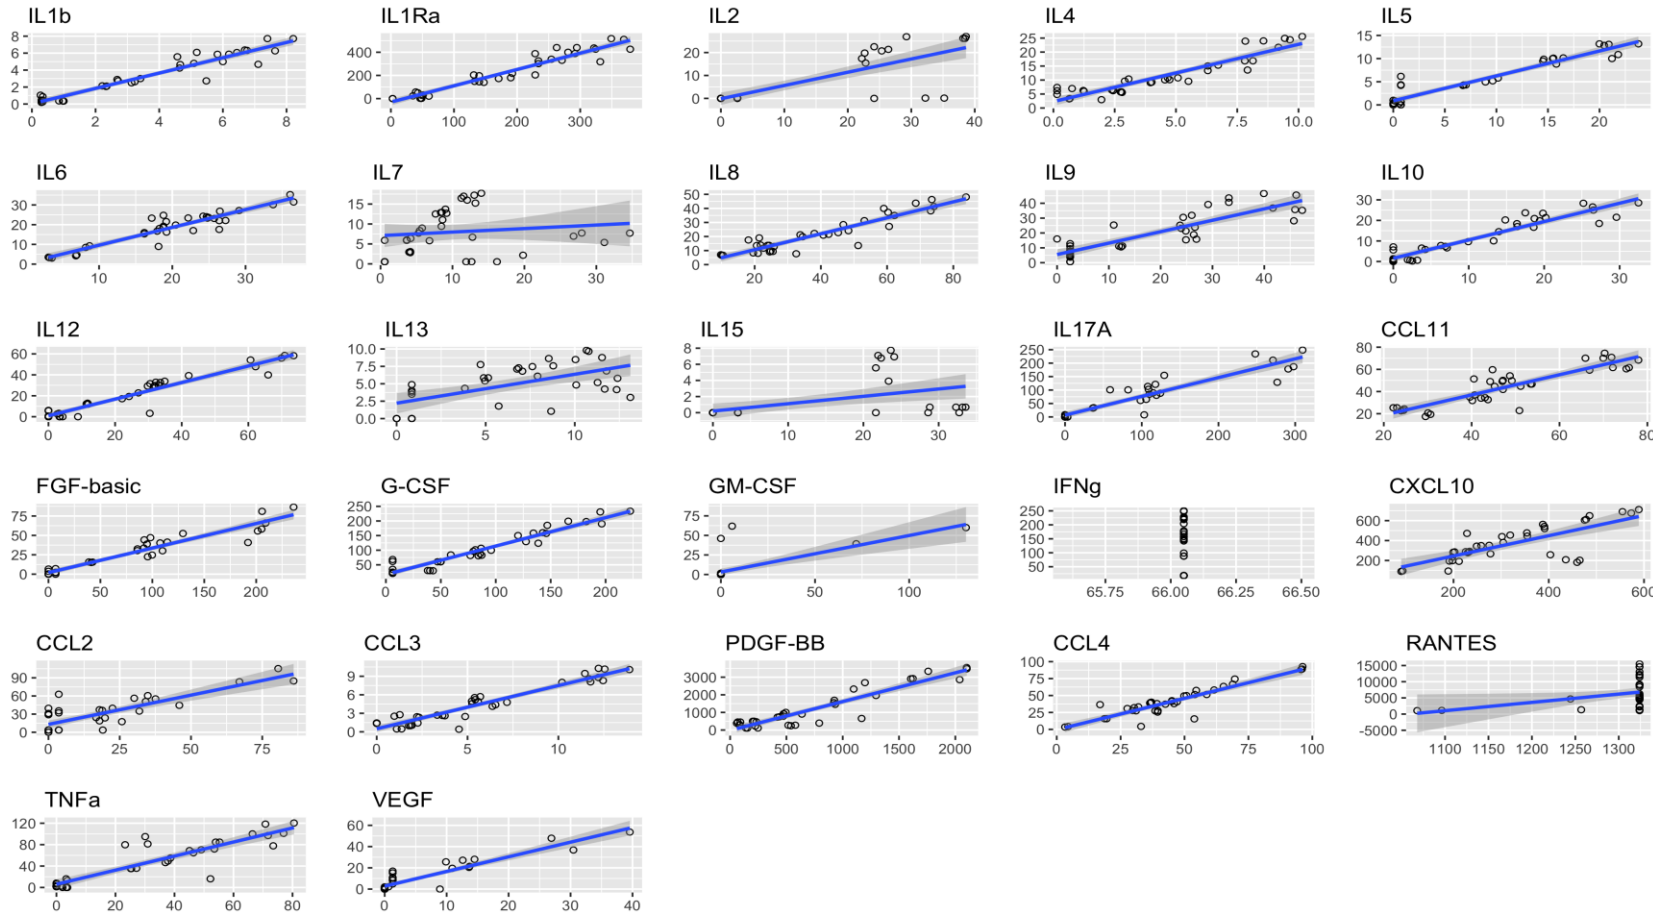 IL1b IL1Ra IL2 IL4 IL5
8 6 4 2 0 400 200 0 20 10 0 25 20 15 10 5 0 15 10 5 0
0 2 4 6 8 0 100 200 300 0 10 20 30 40 0.0 2.5 5.0 7.5 10.0 0 10 20
IL6 IL7 IL8 IL9 IL10
30 20 10 0 15 10 5 0 50 40 30 20 10 0 40 30 20 10 0 30 20 10 0
0 10 20 30 0 10 20 30 20 40 60 80 0 10 20 30 40 0 10 20 30
IL12 IL13 IL15 IL17A CCL11
60 40 20 0 10.0 7.5 5.0 2.5 0.0 8 6 4 2 0 250 200 150 100 50 0 80 60 40 20
0 20 40 60 0 5 10 0 10 20 30 0 100 200 300 20 40 60 80
FGF-basic G-CSF GM-CSF IFNg CXCL10
75 50 25 0 250 200 150 100 50 75 50 25 0 250 200 150 100 50 600 400 200
0 50 100 150 200 0 50 100 150 200 0 50 100 65.75 66.00 66.25 66.50 200 400 600
CCL2 CCL3 PDGF-BB CCL4 RANTES
90 60 30 0 9 6 3 0 3000 2000 1000 0 100 75 50 25 0 15000 10000 5000 0 -5000
0 25 50 75 0 5 10 0 500 1000 1500 2000 0 25 50 75 100 1100 1150 1200 1250 1300
TNFa VEGF
120 80 40 0 60 40 20 0
0 20 40 60 80 0 10 20 30 40